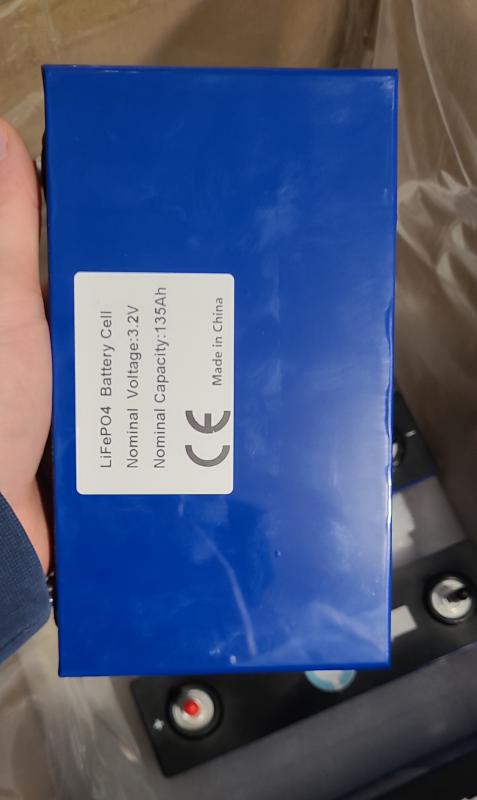 LiFePO4 Battery Cell
Nominal Voltage:3.2V
Nominal Capacity:135Ah
CE Made in China